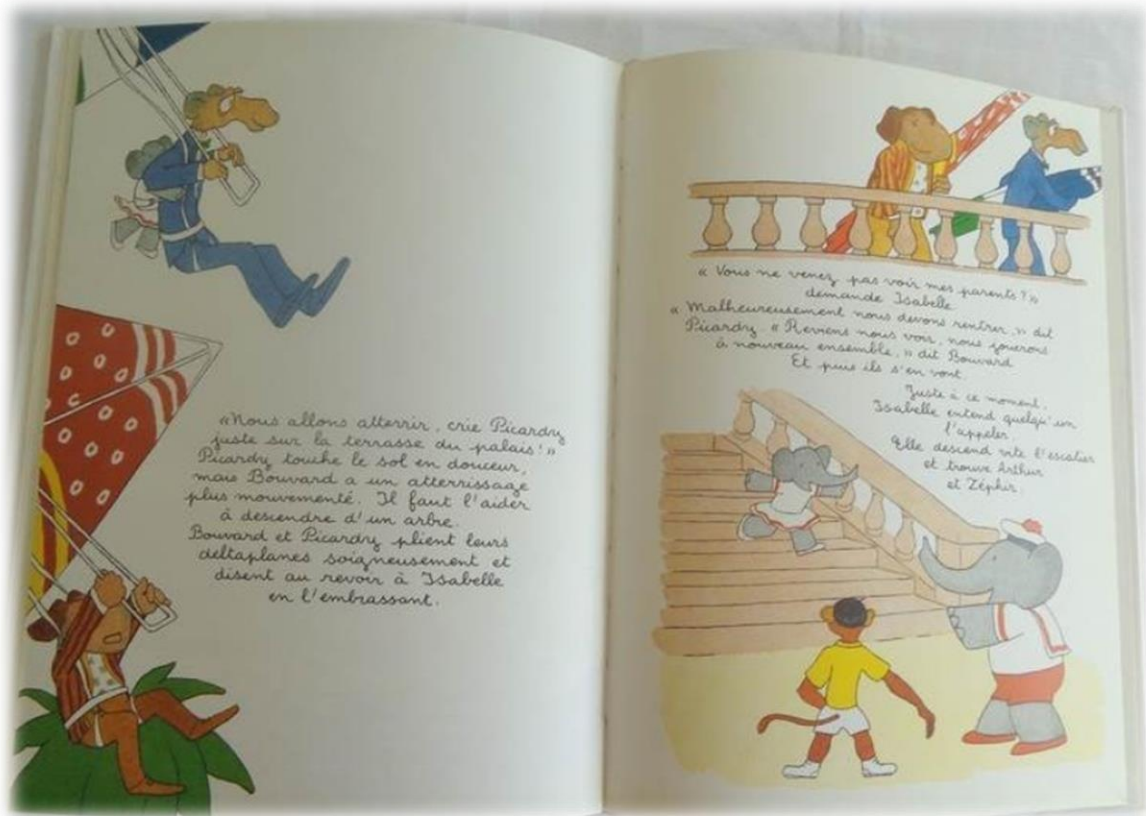 «Nous allons atterrir, crie Picardy
juste sur la terrasse du palais!»
Picardy touche le sol en douceur,
mais Bouvard a un atterrissage
plus mouvementé. Il faut l'aider
à descendre d'un arbre.
Bouvard et Picardy plient leurs
deltaplanes soigneusement et
disent au revoir à Isabelle
en l'embrassant.
« Vous ne venez pas voir mes parents?»
demande Isabelle
« Malheureusement nous devons rentrer,» dit
Picardy. «Reviens nous voir, nous jouerons
à nouveau ensemble,» dit Bouvard
Et puis ils s'en vont.
Juste à ce moment,
Isabelle entend quelqu'un
l'appeler
Elle descend vite l'escalier
et trouve Arthur
et Zéphir.